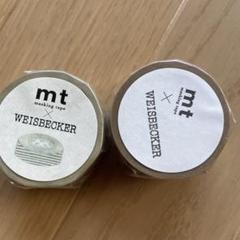 mt
masking tape
×
WEISBECKER
mt
masking tape
×
WEISBECKER